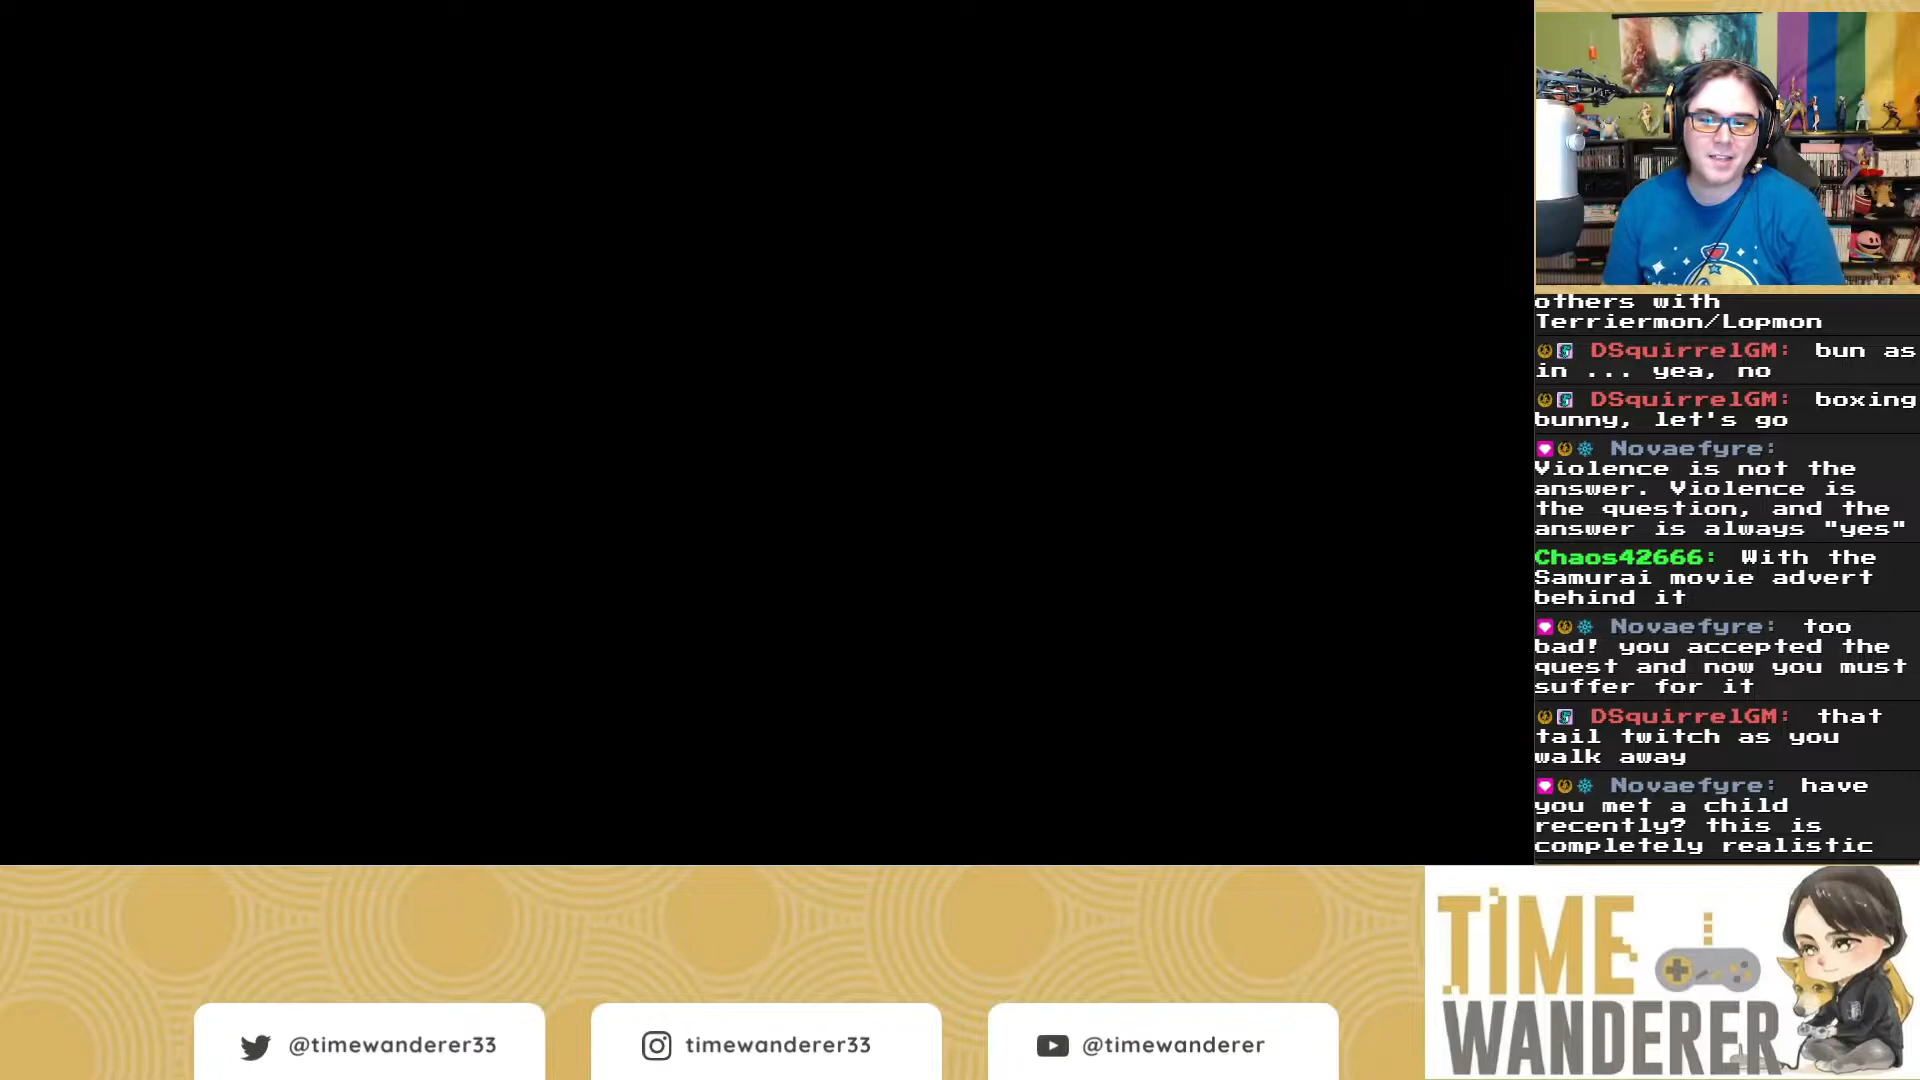 others with
Terriermon/Lopmon
DSquirrelGM: bun as
in ... yea, no
DSquirrelGM: boxing
bunny, let's go
Novaefyre:
Violence is not the
answer. Violence is
the question, and the
answer is always "yes"
Chaos42666: With the
Samurai movie advert
behind it
Novaefyre: too
bad! you accepted the
quest and now you must
suffer for it
DSquirrelGM: that
tail twitch as you
walk away
Novaefyre: have
you met a child
recently? this is
completely realistic
@timewanderer33
timewanderer33
@timewanderer
TIME
WANDERER